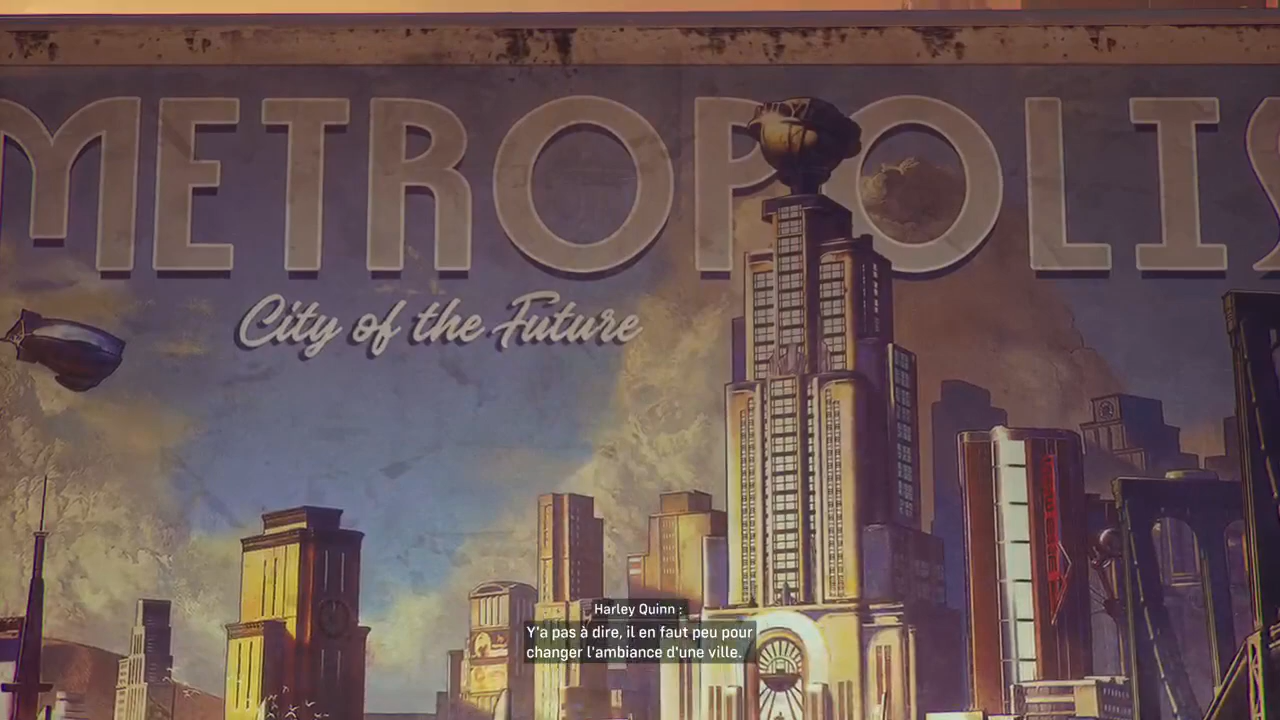 METROPOLIS
City of the Future
Harley Quinn :
Y'a pas à dire, il en faut peu pour
changer l'ambiance d'une ville.